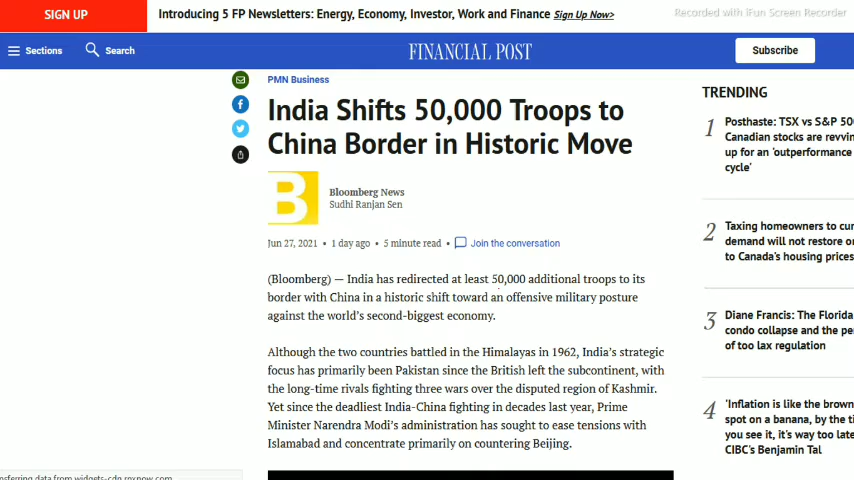 SIGN UP
Introducing 5 FP Newsletters: Energy, Economy, Investor, Work and Finance Sign Up Now>
Recorded with iFun Screen Recorder
Sections
Search
FINANCIAL POST
Subscribe
PMN Business
India Shifts 50,000 Troops to
China Border in Historic Move
B
Bloomberg News
Sudhi Ranjan Sen
Jun 27, 2021 • 1 day ago • 5 minute read • Join the conversation
(Bloomberg) — India has redirected at least 50,000 additional troops to its
border with China in a historic shift toward an offensive military posture
against the world's second-biggest economy.
Although the two countries battled in the Himalayas in 1962, India's strategic
focus has primarily been Pakistan since the British left the subcontinent, with
the long-time rivals fighting three wars over the disputed region of Kashmir.
Yet since the deadliest India-China fighting in decades last year, Prime
Minister Narendra Modi's administration has sought to ease tensions with
Islamabad and concentrate primarily on countering Beijing.
TRENDING
1
Posthaste: TSX vs S&P 50
Canadian stocks are revvin
up for an 'outperformance
cycle'
2
Taxing homeowners to cur
demand will not restore o
to Canada's housing prices
3
Diane Francis: The Florida
condo collapse and the pe
of too lax regulation
4
'Inflation is like the brown
spot on a banana, by the ti
you see it, it's way too late
CIBC's Benjamin Tal
nsferring data from widgets-cdn.rpxnow.com